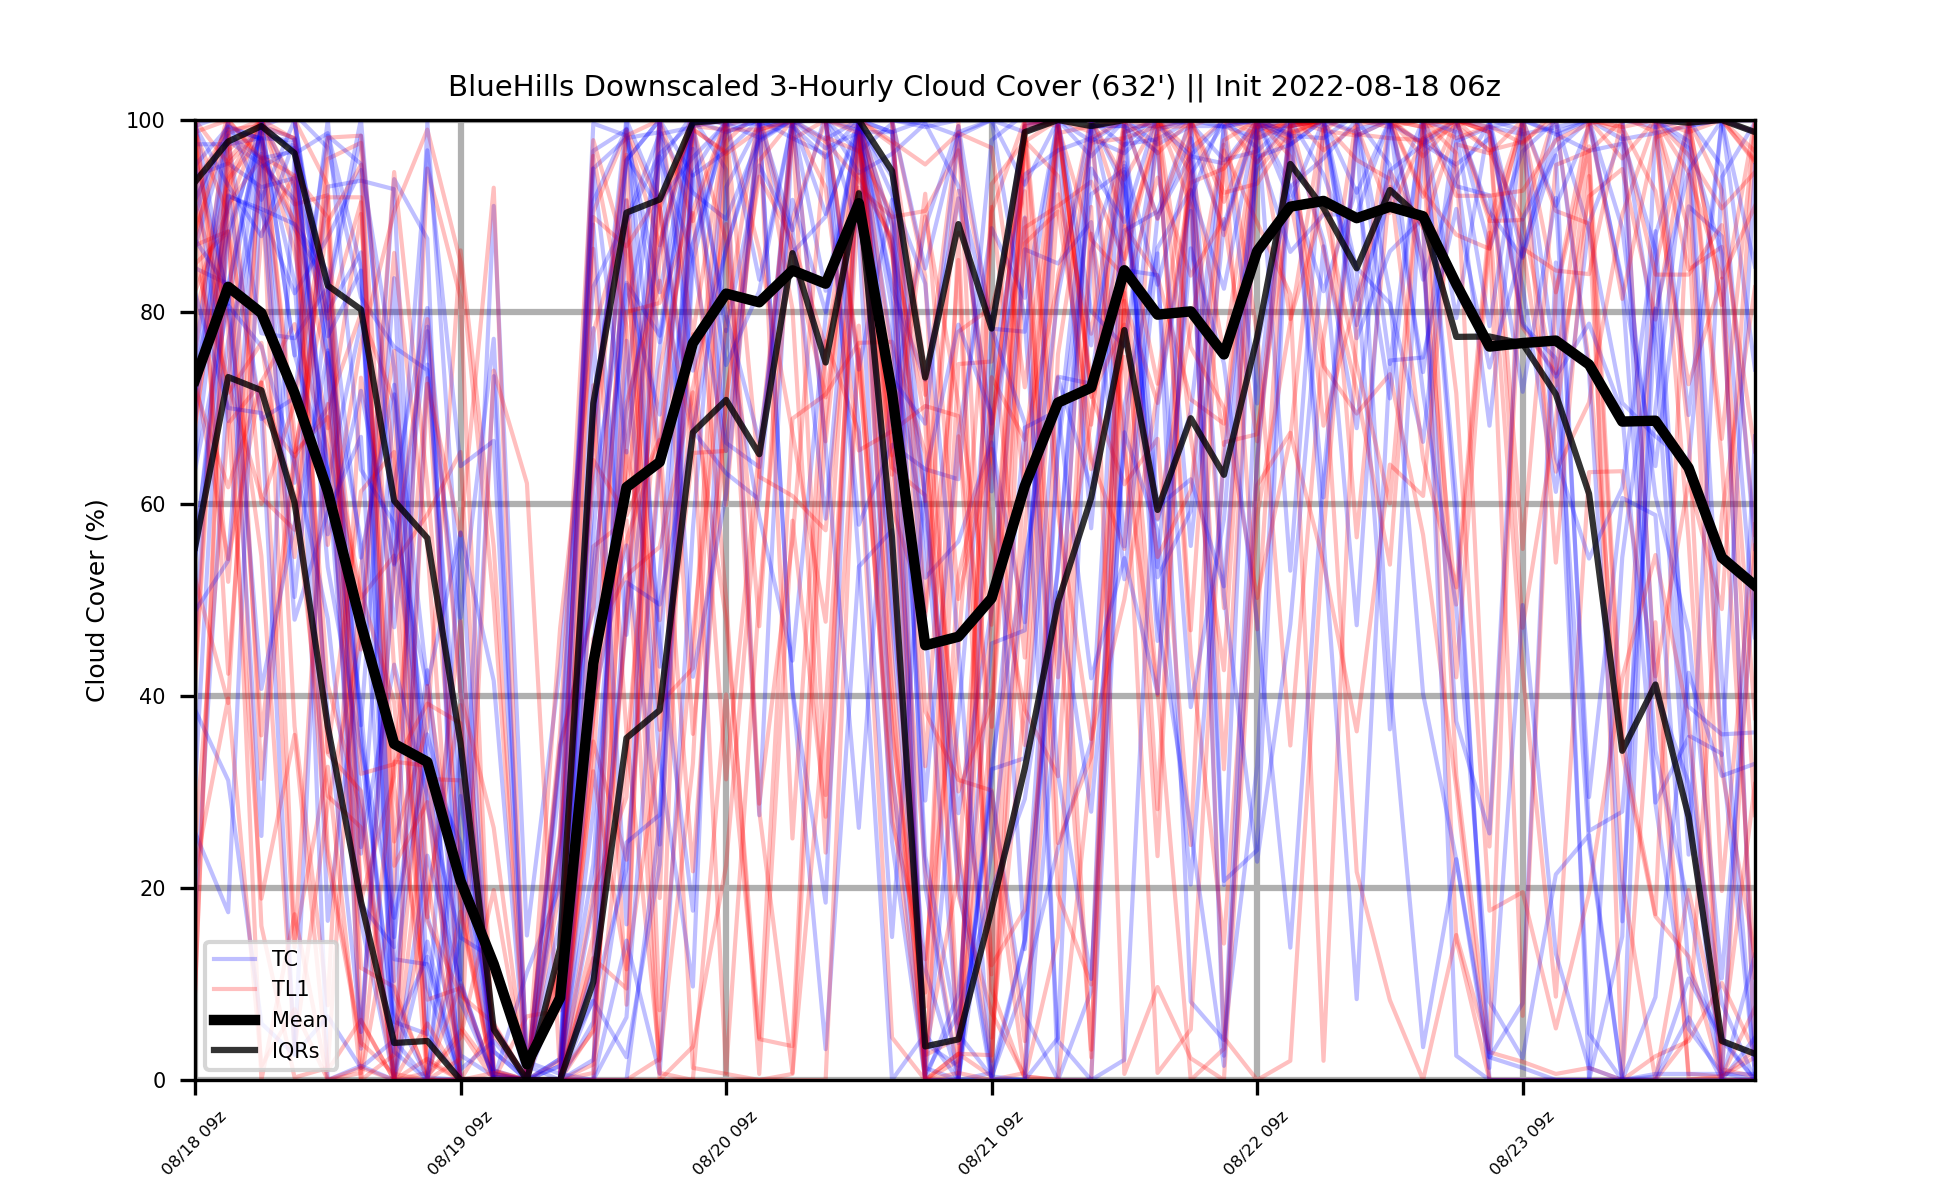 BlueHills Downscaled 3-Hourly Cloud Cover (632') || Init 2022-08-18 06z
Cloud Cover (%)
100
80
60
40
20
0
TC
TL1
Mean
IQRs
08/18 09z
08/19 09z
08/20 09z
08/21 09z
08/22 09z
08/23 09z